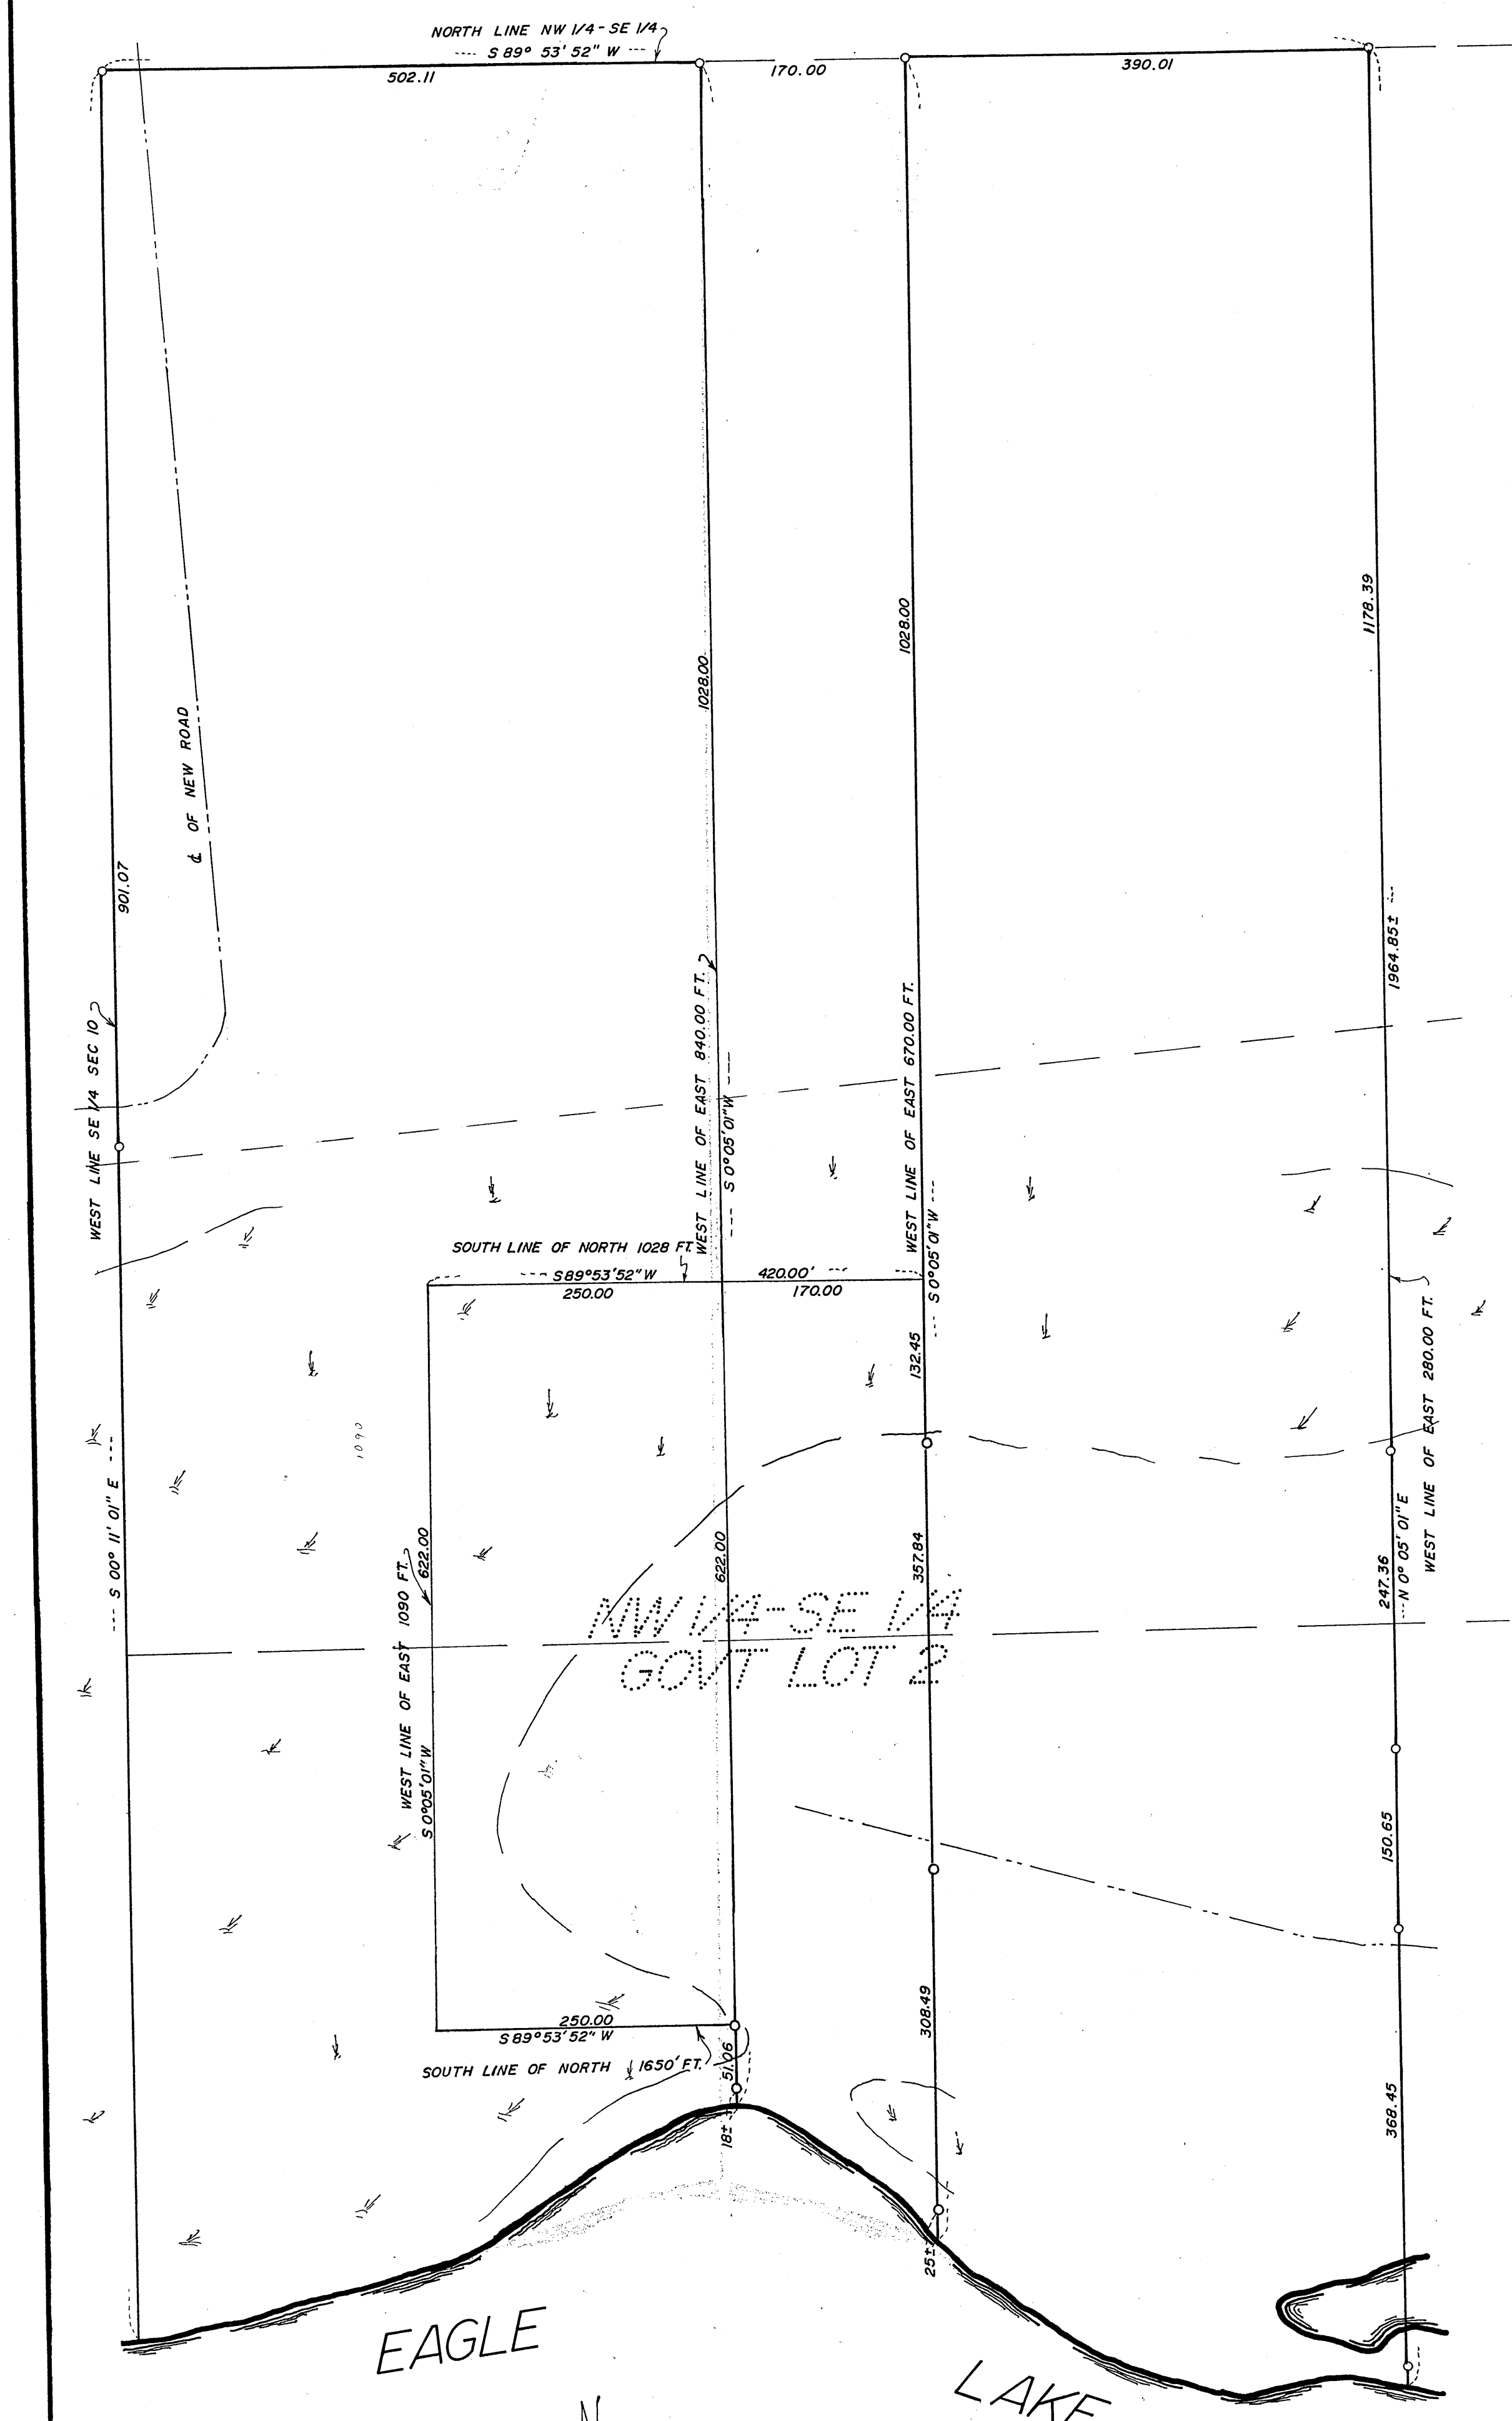 NORTH LINE NW 1/4 - SE 1/4
---- S 89° 53' 52" W ---
502.11
170.00
390.01
1028.00
1028.00
1178.39
℄ OF NEW ROAD
901.07
1964.85± ---
WEST LINE SE 1/4 SEC 10
WEST LINE OF EAST 840.00 FT.
--- S 0° 05' 01" W ---
WEST LINE OF EAST 670.00 FT.
--- S 0° 05' 01" W ---
SOUTH LINE OF NORTH 1028 FT.
--- S 89° 53' 52" W 420.00' ---
250.00
170.00
132.45
WEST LINE OF EAST 280.00 FT.
1090
--- S 00° 11' 01" E ---
622.00
622.00
357.84
247.36
--- N 0° 05' 01" E
WEST LINE OF EAST 1090 FT.
S 0° 05' 01" W
NW 1/4-SE 1/4
GOVT LOT 2
150.65
308.49
250.00
S 89° 53' 52" W
SOUTH LINE OF NORTH 1650' FT.
51.06
18±
368.45
25±
EAGLE
LAKE
N